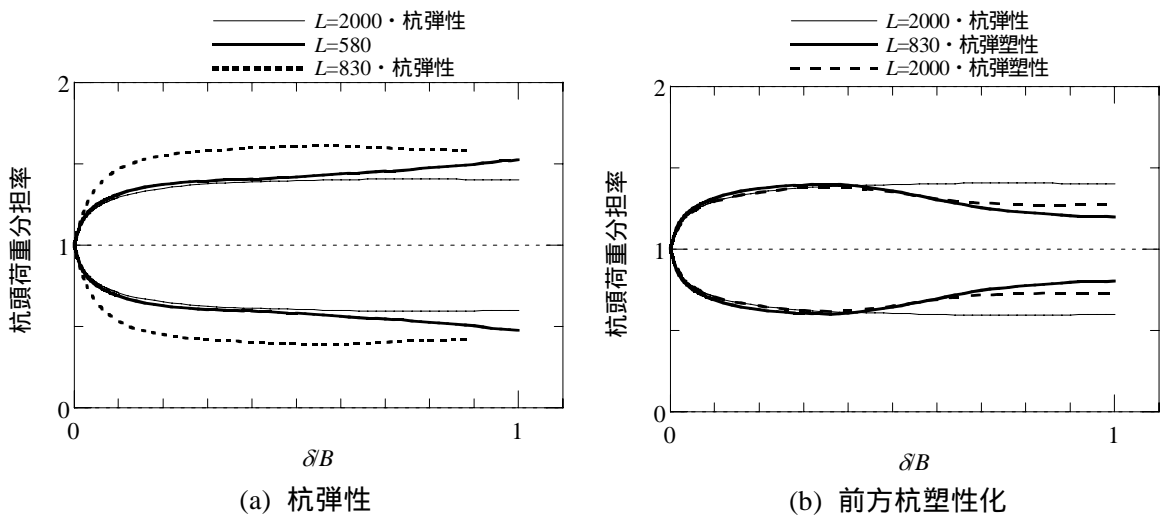 L=2000・杭弾性
L=580
L=830・杭弾性
2
1
0
杭頭荷重分担率
0
1
δ/B
(a) 杭弾性
L=2000・杭弾性
L=830・杭弾塑性
L=2000・杭弾塑性
2
1
0
杭頭荷重分担率
0
1
δ/B
(b) 前方杭塑性化